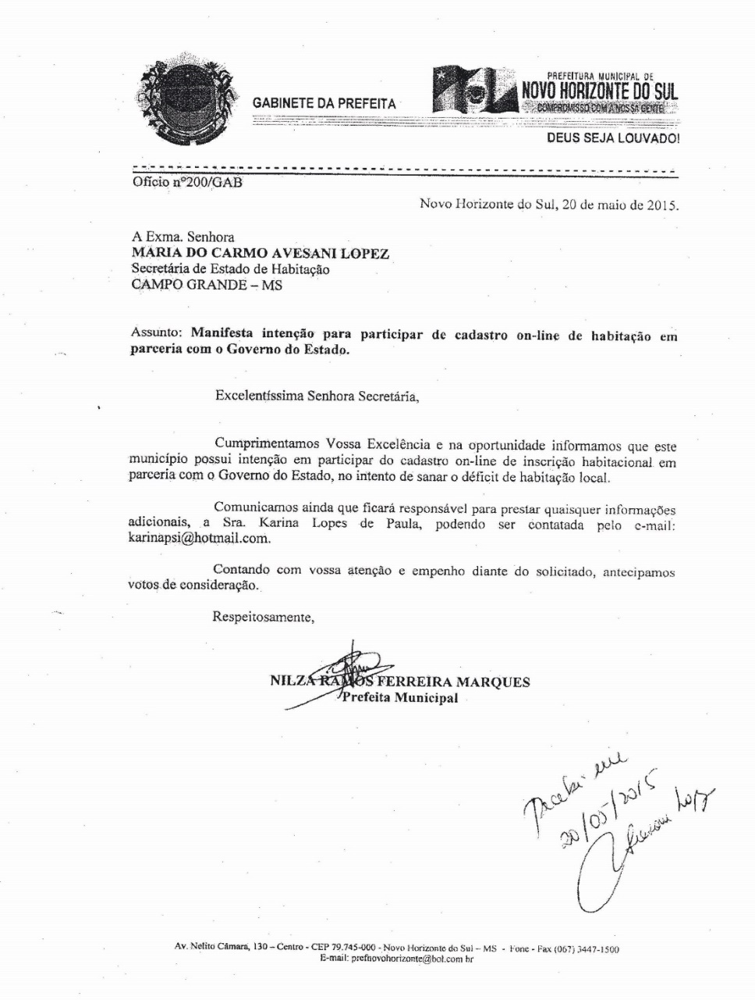 GABINETE DA PREFEITA
PREFEITURA MUNICIPAL DE
NOVO HORIZONTE DO SUL
COMPROMISSO COM A NOSSA GENTE
DEUS SEJA LOUVADO!
Ofício nº200/GAB
Novo Horizonte do Sul, 20 de maio de 2015.
A Exma. Senhora
MARIA DO CARMO AVESANI LOPEZ
Secretária de Estado de Habitação
CAMPO GRANDE – MS
Assunto: Manifesta intenção para participar de cadastro on-line de habitação em
parceria com o Governo do Estado.
Excelentíssima Senhora Secretária,
Cumprimentamos Vossa Excelência e na oportunidade informamos que este
município possui intenção em participar do cadastro on-line de inscrição habitacional em
parceria com o Governo do Estado, no intento de sanar o déficit de habitação local.
Comunicamos ainda que ficará responsável para prestar quaisquer informações
adicionais, a Sra. Karina Lopes de Paula, podendo ser contatada pelo e-mail:
karinapsi@hotmail.com.
Contando com vossa atenção e empenho diante do solicitado, antecipamos
votos de consideração.
Respeitosamente,
NILZA RAMOS FERREIRA MARQUES
Prefeita Municipal
Recebi em
20/05/2015
Av. Nelito Câmara, 130 – Centro - CEP 79.745-000 - Novo Horizonte do Sul – MS - Fone - Fax (067) 3447-1500
E-mail: prefnovohorizonte@bol.com br